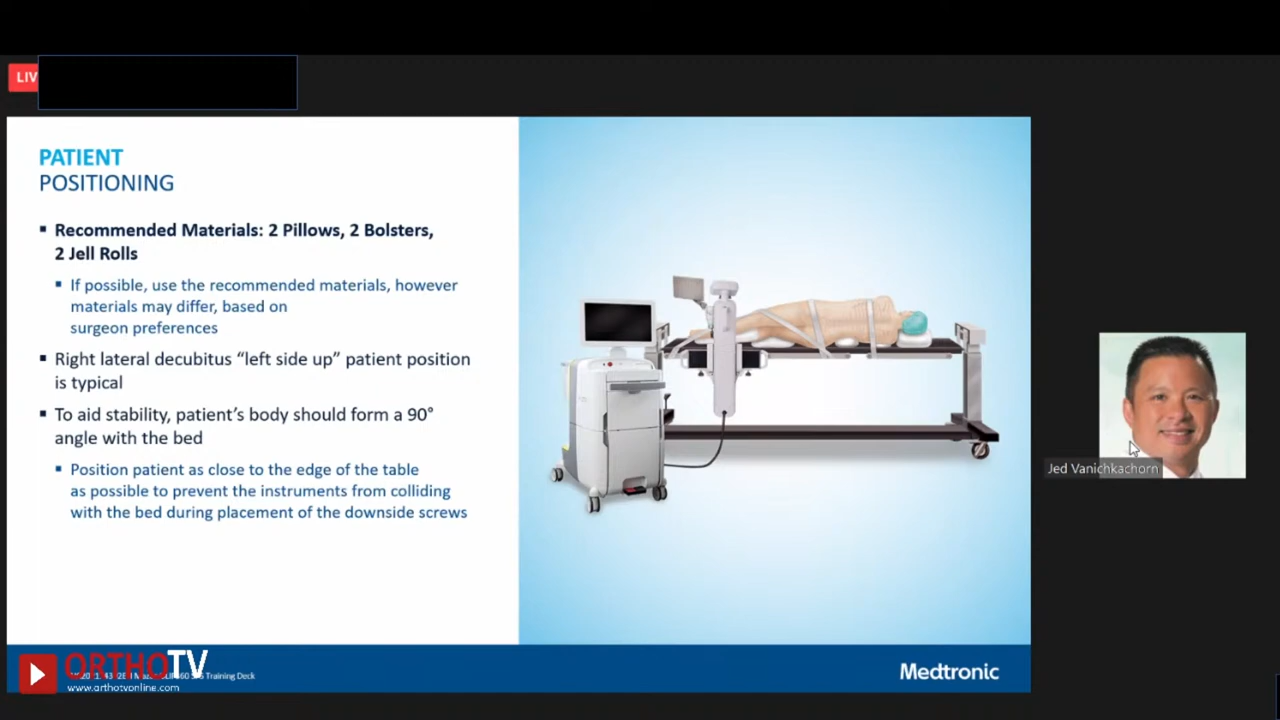 LIV
PATIENT
POSITIONING
▪ Recommended Materials: 2 Pillows, 2 Bolsters,
2 Jell Rolls
▪ If possible, use the recommended materials, however
materials may differ, based on
surgeon preferences
▪ Right lateral decubitus “left side up” patient position
is typical
▪ To aid stability, patient’s body should form a 90°
angle with the bed
▪ Position patient as close to the edge of the table
as possible to prevent the instruments from colliding
with the bed during placement of the downside screws
Jed Vanichkachorn
ORTHOTV
Training Deck
www.orthotvonline.com
Medtronic